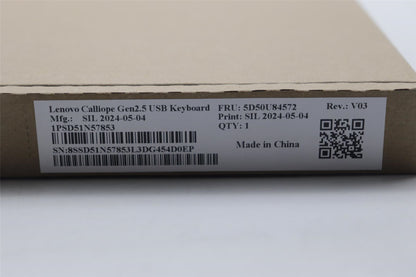 Lenovo Calliope Gen2.5 USB Keyboard FRU: 5D50U84572 Rev.: V03
Mfg.: SIL 2024-05-04 Print: SIL 2024-05-04
1PSD51N57853 QTY: 1
SN:8SSD51N57853L3DG454D0EP
Made in China